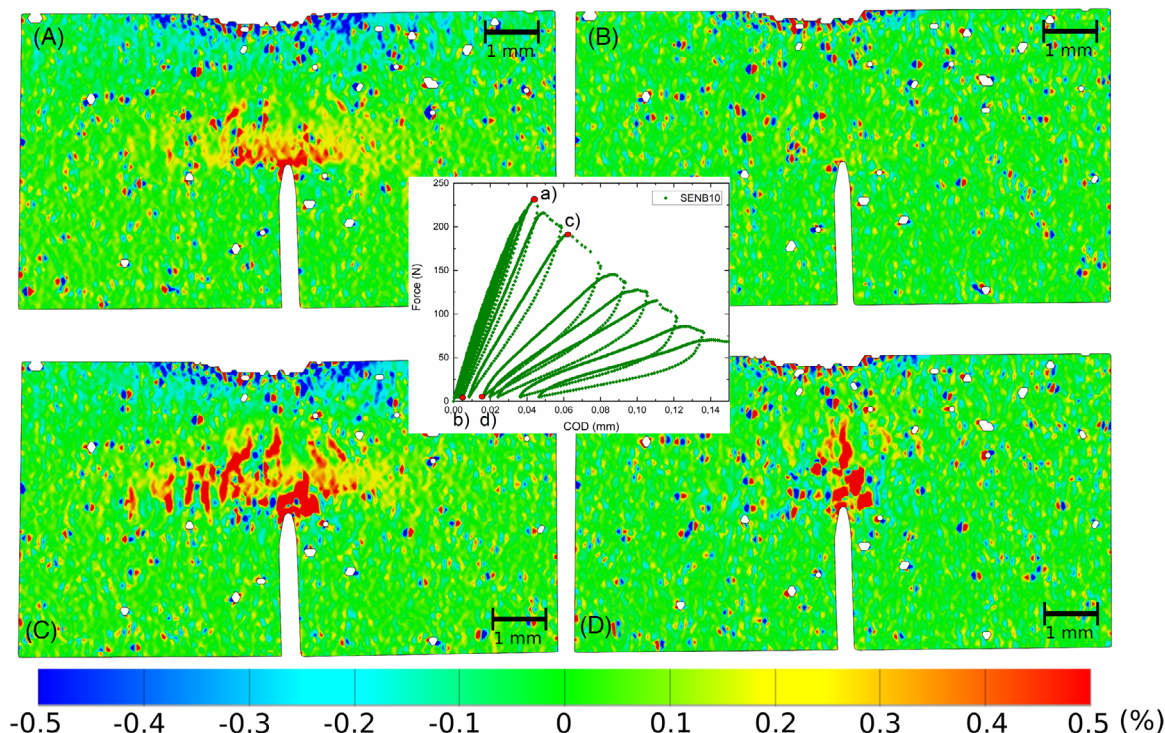 (A)
1 mm
(B)
1 mm
250
200
150
100
50
0
Force (N)
SENB10
a)
c)
b)
d)
0.00
0.02
0.04
0.06
0.08
0.10
0.12
0.14
COD (mm)
(C)
1 mm
(D)
1 mm
-0.5
-0.4
-0.3
-0.2
-0.1
0
0.1
0.2
0.3
0.4
0.5
(%)